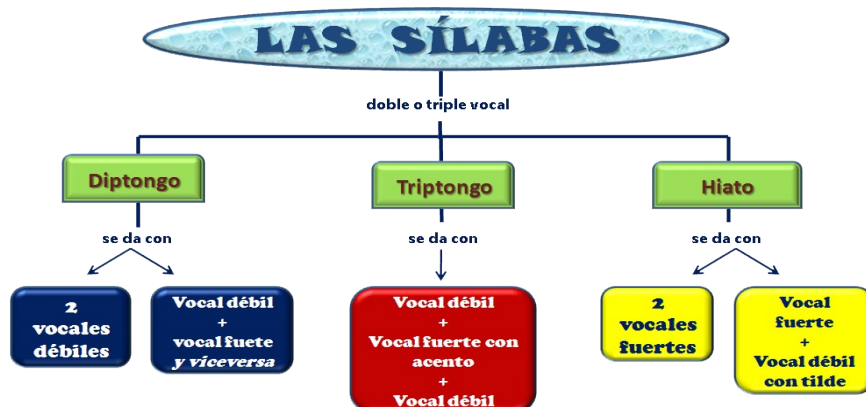 LAS SÍLABAS
doble o triple vocal
Diptongo
Triptongo
Hiato
se da con
se da con
se da con
2
vocales
débiles
Vocal débil
+
vocal fuete
y viceversa
Vocal débil
+
Vocal fuerte con
acento
+
Vocal débil
2
vocales
fuertes
Vocal
fuerte
+
Vocal débil
con tilde